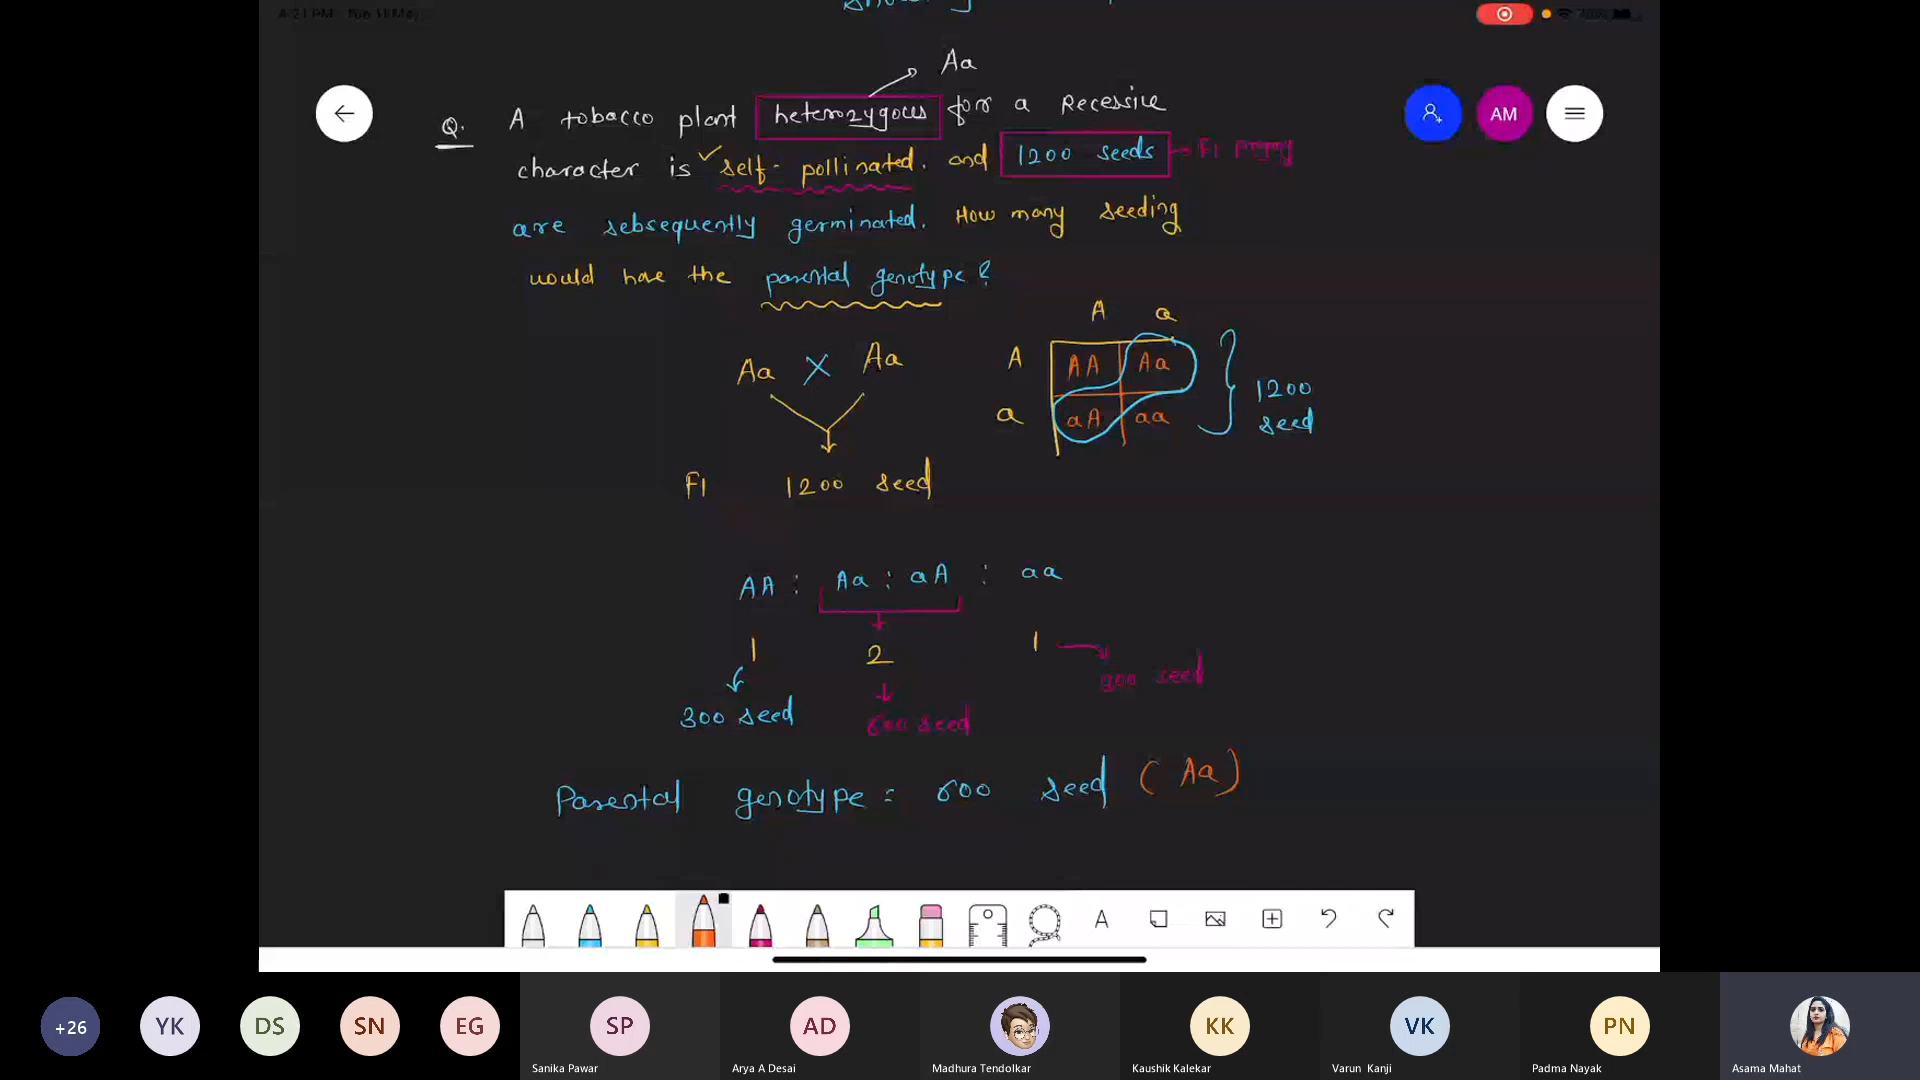 Aa
Q. A tobacco plant heterozygous for a Recessive
character is ✓ self-pollinated. and 1200 seeds → F1
are sebsequently germinated. How many seeding
would have the parental genotype?
A a
Aa X Aa A AA Aa
a aA aa
1200
seed
F1 1200 seed
AA : Aa : aA : aa
1 2 1
300 seed
300 seed 600 seed
Parental genotype = 600 seed (Aa)
AM
A
+26 YK DS SN EG SP AD KK VK PN
Sanika Pawar Arya A Desai Madhura Tendolkar Kaushik Kalekar Varun Kanji Padma Nayak Asama Mahat